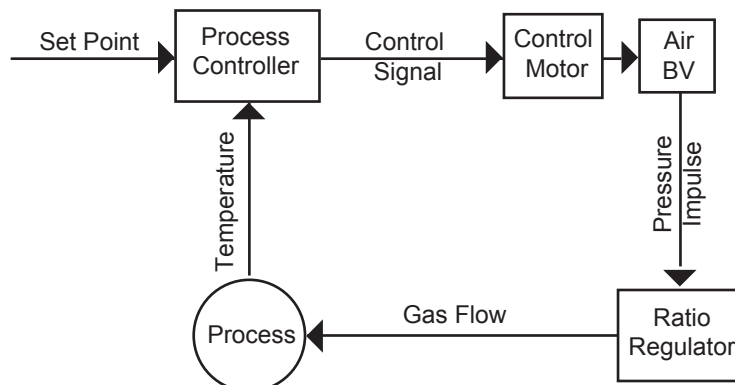 Set Point
Process
Controller
Control
Signal
Control
Motor
Air
BV
Temperature
Pressure
Impulse
Process
Gas Flow
Ratio
Regulator